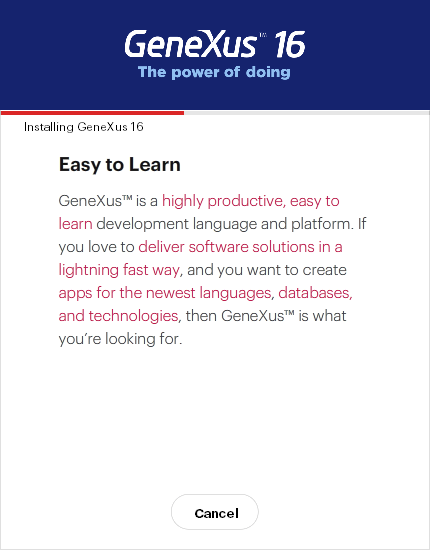 GeneXus™ 16
The power of doing
Installing GeneXus 16
Easy to Learn
GeneXus™ is a highly productive, easy to
learn development language and platform. If
you love to deliver software solutions in a
lightning fast way, and you want to create
apps for the newest languages, databases,
and technologies, then GeneXus™ is what
you’re looking for.
Cancel